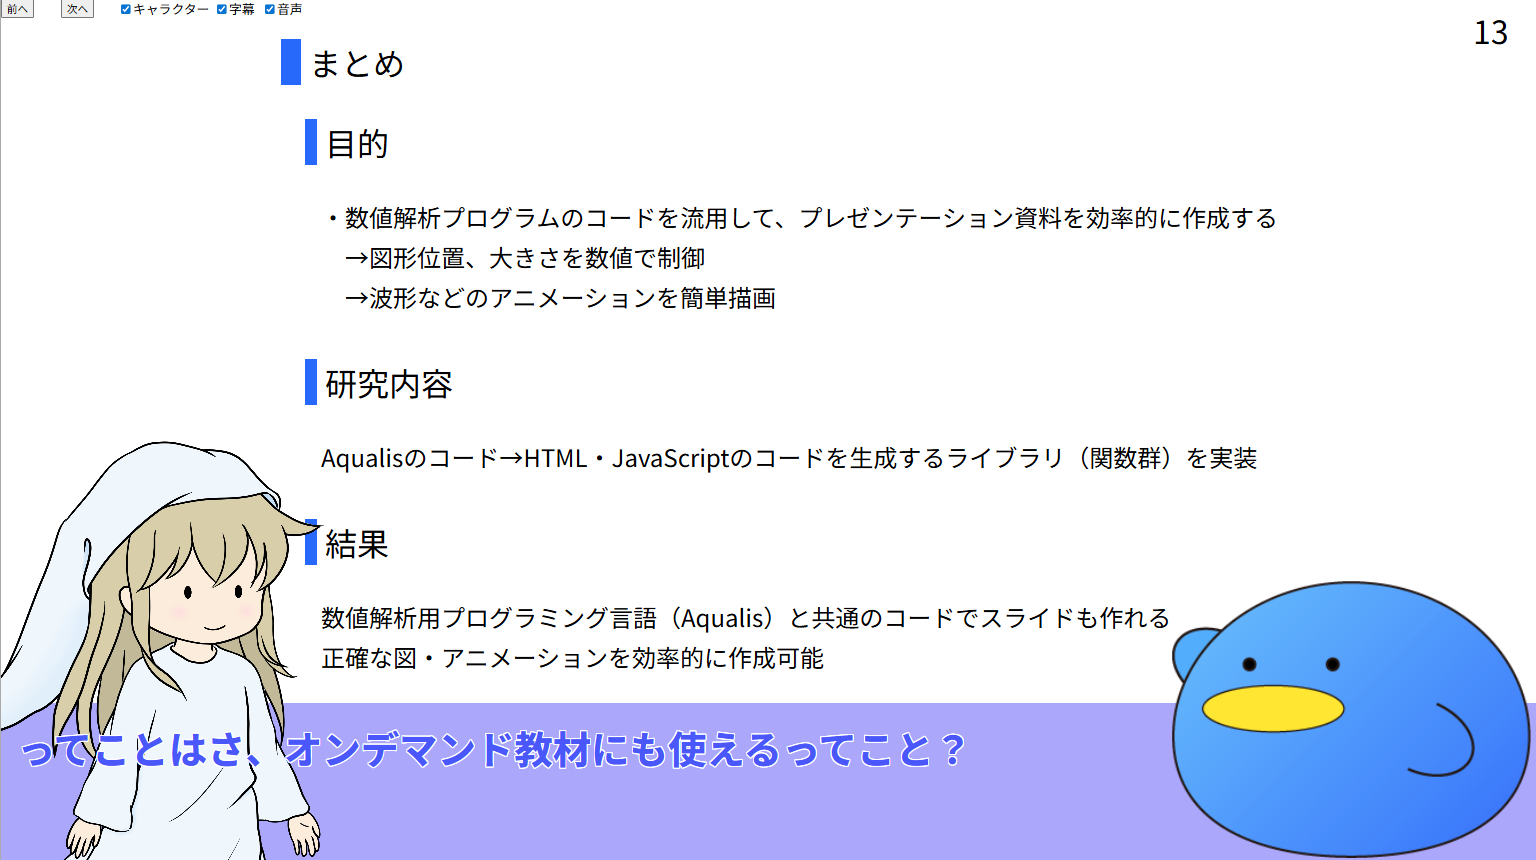 前へ 次へ キャラクター 字幕 音声
13
まとめ
目的
・数値解析プログラムのコードを流用して、プレゼンテーション資料を効率的に作成する
→図形位置、大きさを数値で制御
→波形などのアニメーションを簡単描画
研究内容
Aqualisのコード→HTML・JavaScriptのコードを生成するライブラリ（関数群）を実装
結果
数値解析用プログラミング言語（Aqualis）と共通のコードでスライドも作れる
正確な図・アニメーションを効率的に作成可能
ってことはさ、オンデマンド教材にも使えるってこと？